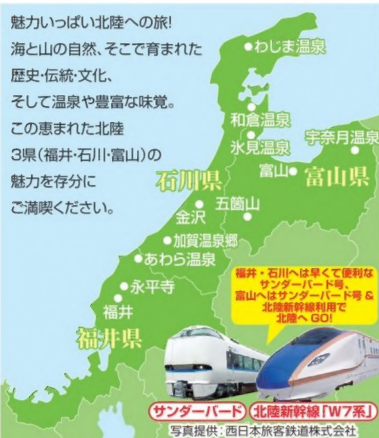 魅力いっぱい北陸への旅!
海と山の自然、そこで育まれた
歴史・伝統・文化、
そして温泉や豊富な味覚。
この恵まれた北陸
3県(福井・石川・富山)の
魅力を存分に
ご満喫ください。
わじま温泉
和倉温泉
氷見温泉
宇奈月温泉
富山
富山県
石川県
五箇山
金沢
加賀温泉郷
あわら温泉
永平寺
福井
福井県
福井・石川へは早くて便利な
サンダーバード号、
富山へはサンダーバード号 &
北陸新幹線利用で
北陸へ GO!
サンダーバード
北陸新幹線「W7系」
写真提供:西日本旅客鉄道株式会社